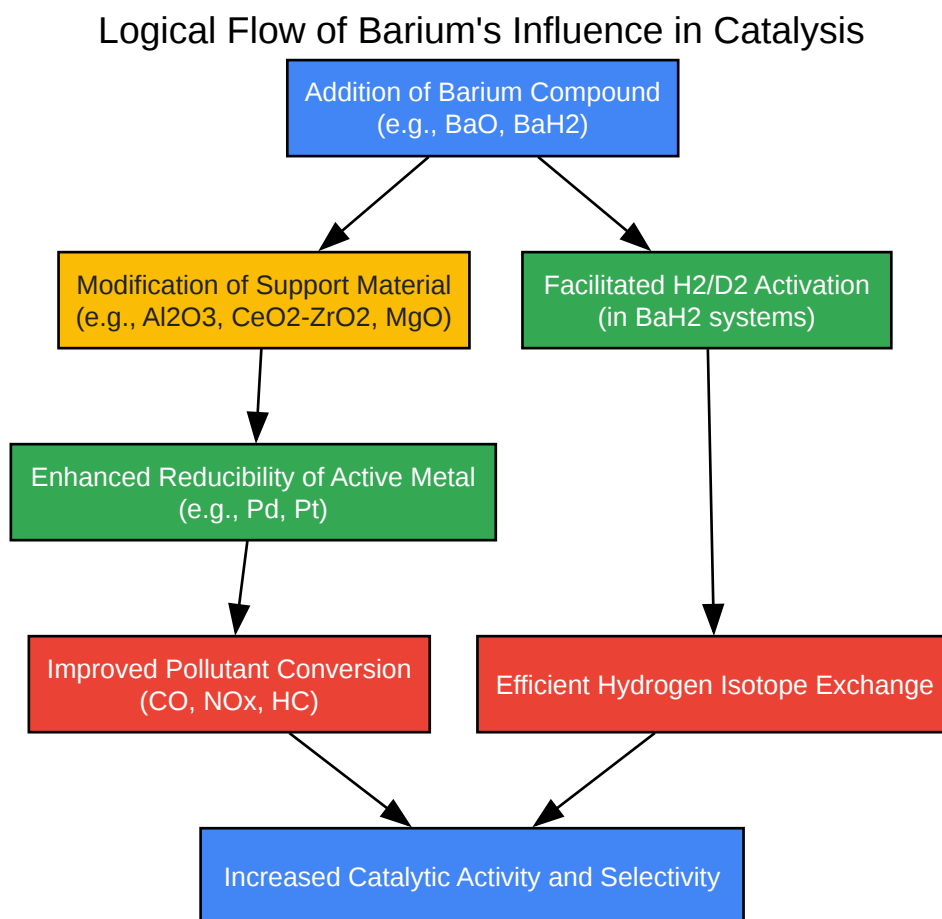 Logical Flow of Barium's Influence in Catalysis
Addition of Barium Compound
(e.g., BaO, BaH2)
Modification of Support Material
(e.g., Al2O3, CeO2-ZrO2, MgO)
Facilitated H2/D2 Activation
(in BaH2 systems)
Enhanced Reducibility of Active Metal
(e.g., Pd, Pt)
Improved Pollutant Conversion
(CO, NOx, HC)
Efficient Hydrogen Isotope Exchange
Increased Catalytic Activity and Selectivity